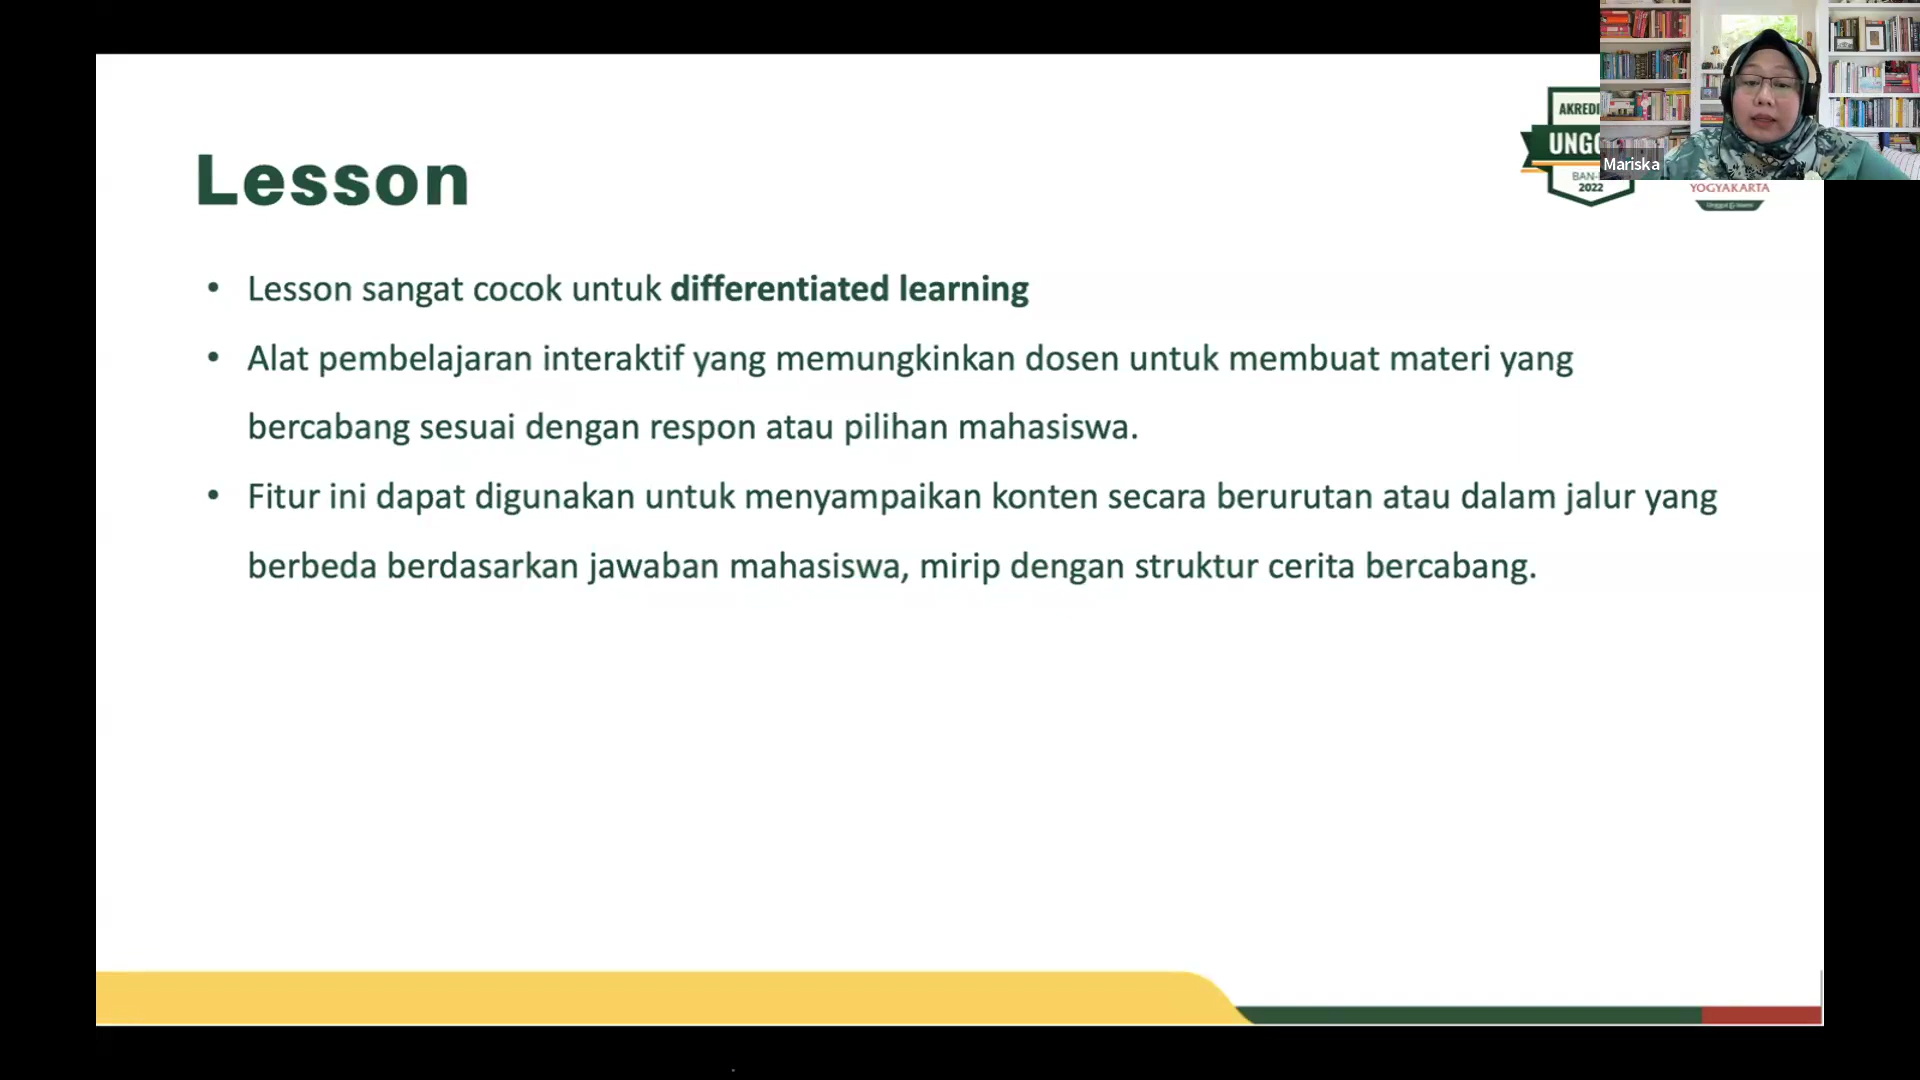 Lesson
• Lesson sangat cocok untuk differentiated learning
• Alat pembelajaran interaktif yang memungkinkan dosen untuk membuat materi yang
bercabang sesuai dengan respon atau pilihan mahasiswa.
• Fitur ini dapat digunakan untuk menyampaikan konten secara berurutan atau dalam jalur yang
berbeda berdasarkan jawaban mahasiswa, mirip dengan struktur cerita bercabang.
2022
Mariska
YOGYAKARTA